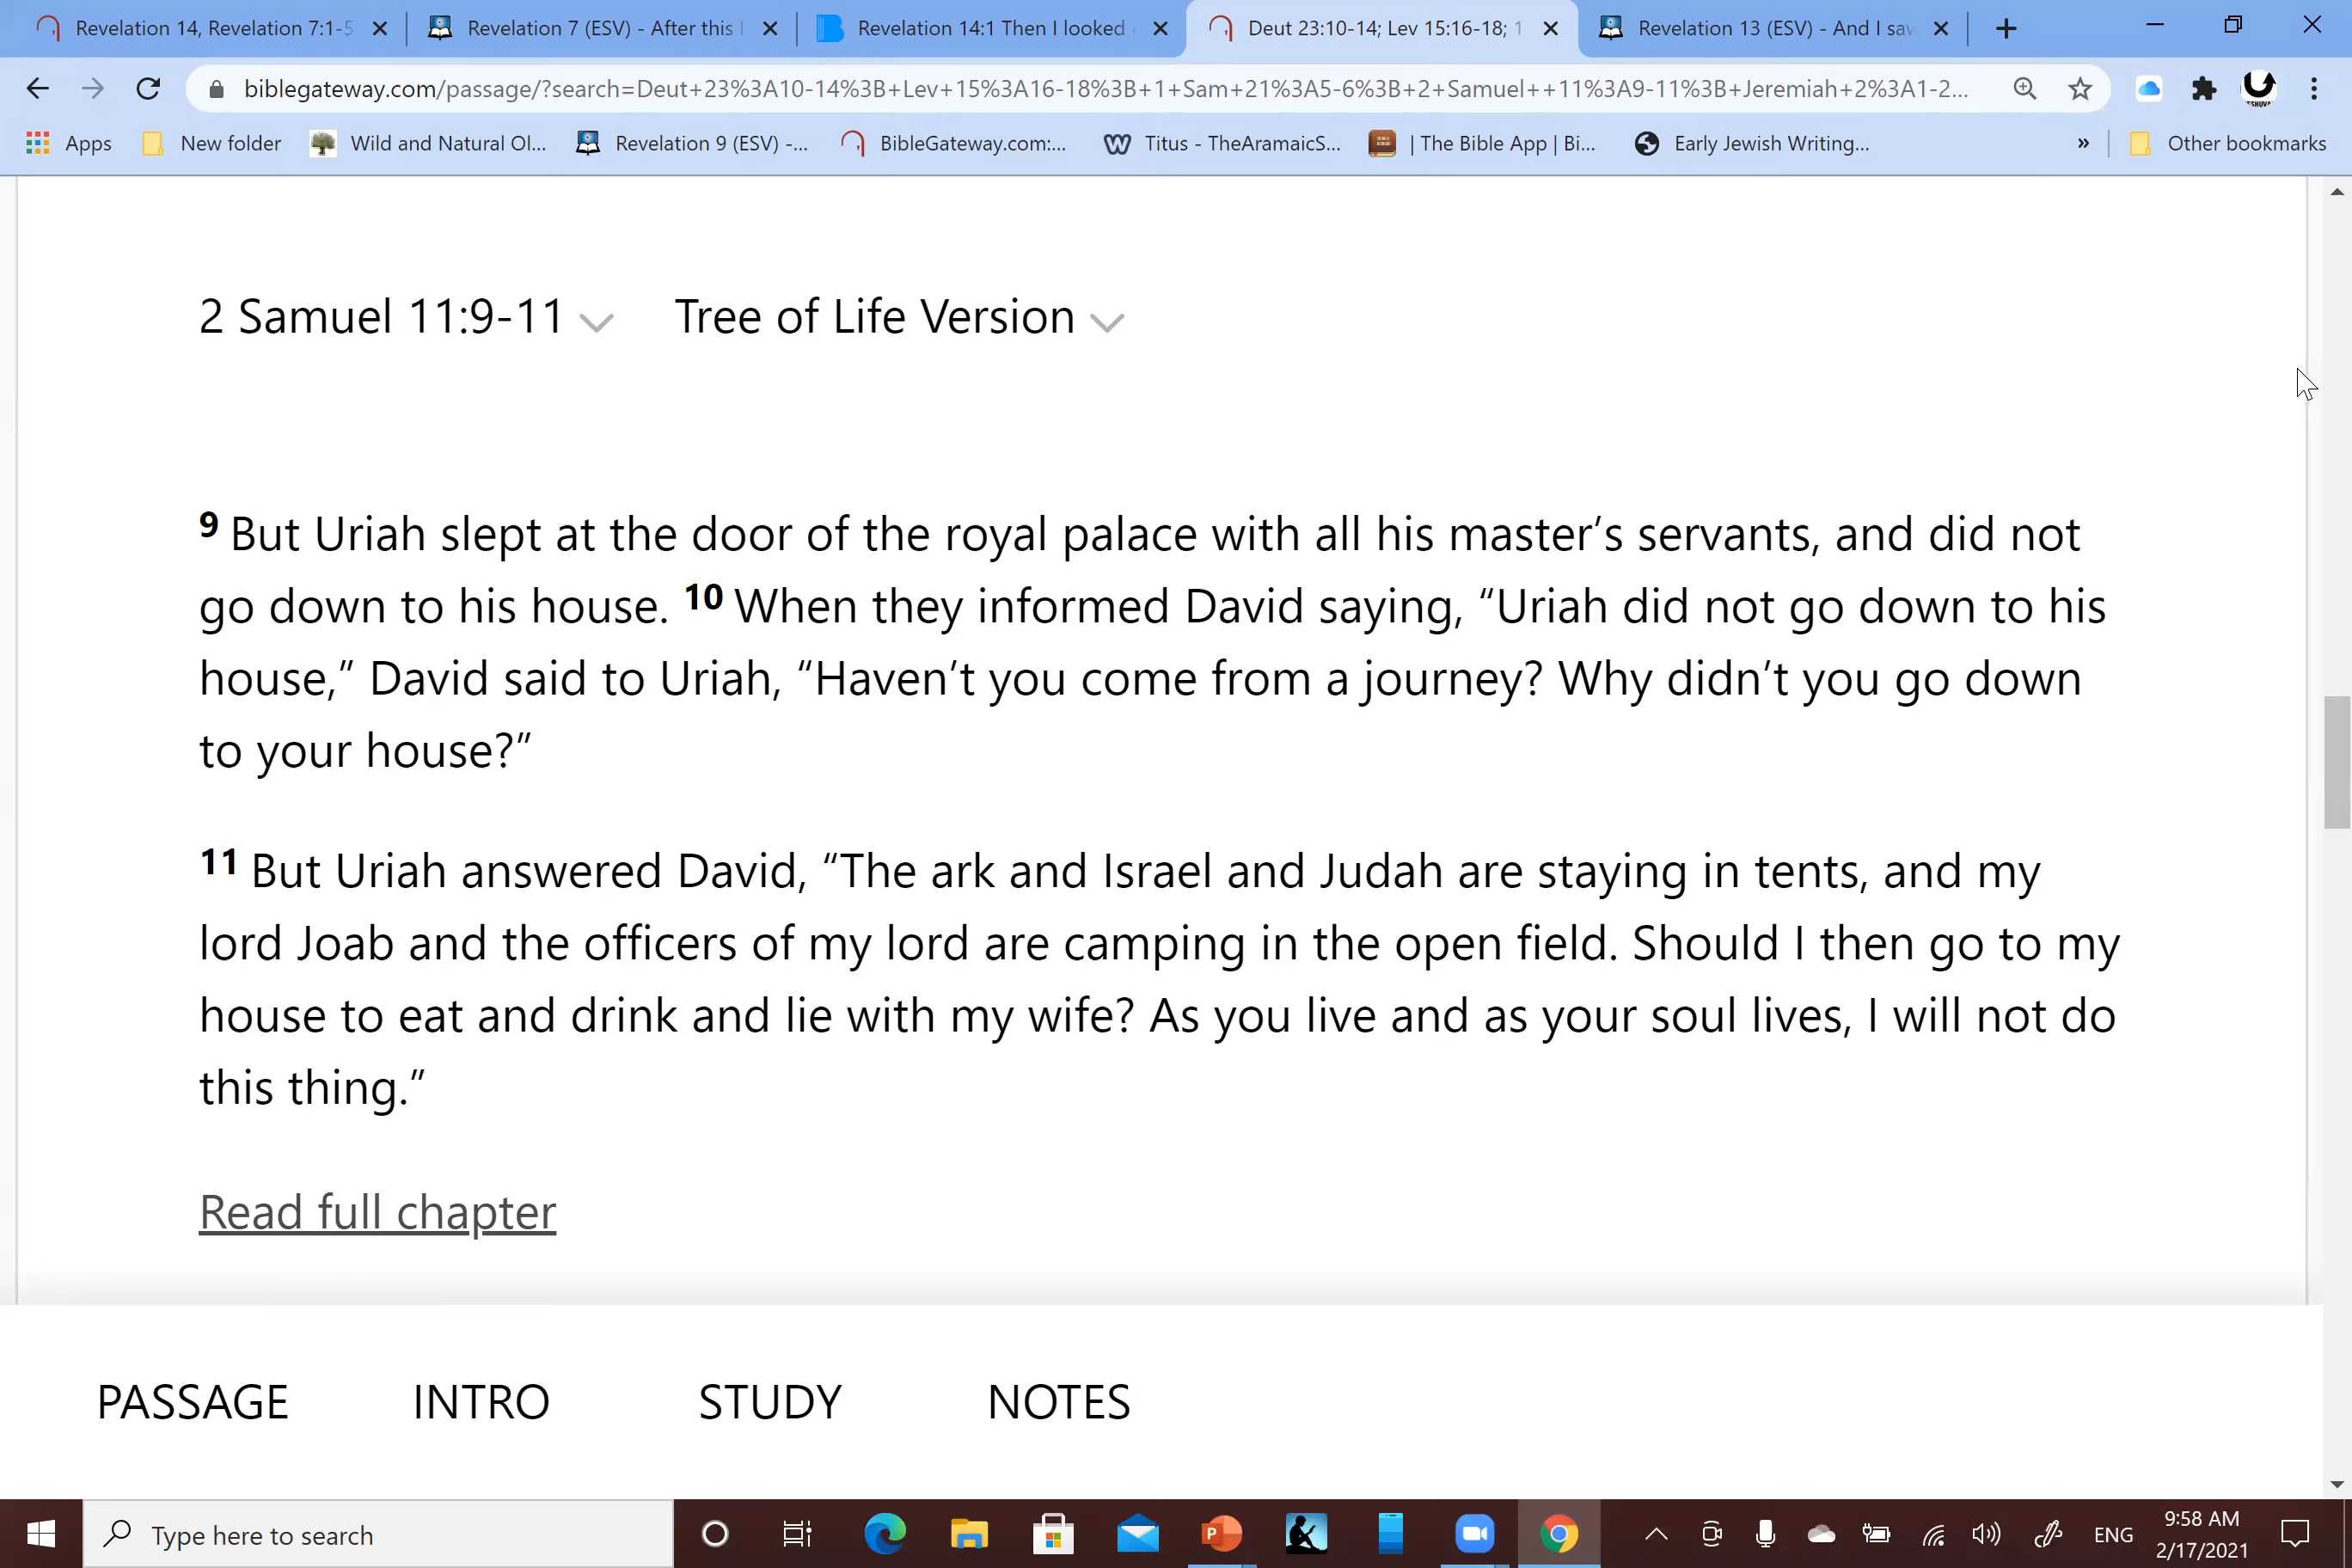 Revelation 14, Revelation 7:1-5
Revelation 7 (ESV) - After this I
Revelation 14:1 Then I looked
Deut 23:10-14; Lev 15:16-18; 1
Revelation 13 (ESV) - And I saw
biblegateway.com/passage/?search=Deut+23%3A10-14%3B+Lev+15%3A16-18%3B+1+Sam+21%3A5-6%3B+2+Samuel++11%3A9-11%3B+Jeremiah+2%3A1-2...
Apps
New folder
Wild and Natural Ol...
Revelation 9 (ESV) -...
BibleGateway.com:...
Titus - TheAramaicS...
| The Bible App | Bi...
Early Jewish Writing...
»
Other bookmarks
2 Samuel 11:9-11 Tree of Life Version
9 But Uriah slept at the door of the royal palace with all his master’s servants, and did not
go down to his house. 10 When they informed David saying, “Uriah did not go down to his
house,” David said to Uriah, “Haven’t you come from a journey? Why didn’t you go down
to your house?”
11 But Uriah answered David, “The ark and Israel and Judah are staying in tents, and my
lord Joab and the officers of my lord are camping in the open field. Should I then go to my
house to eat and drink and lie with my wife? As you live and as your soul lives, I will not do
this thing.”
Read full chapter
PASSAGE INTRO STUDY NOTES
Type here to search
ENG
9:58 AM
2/17/2021